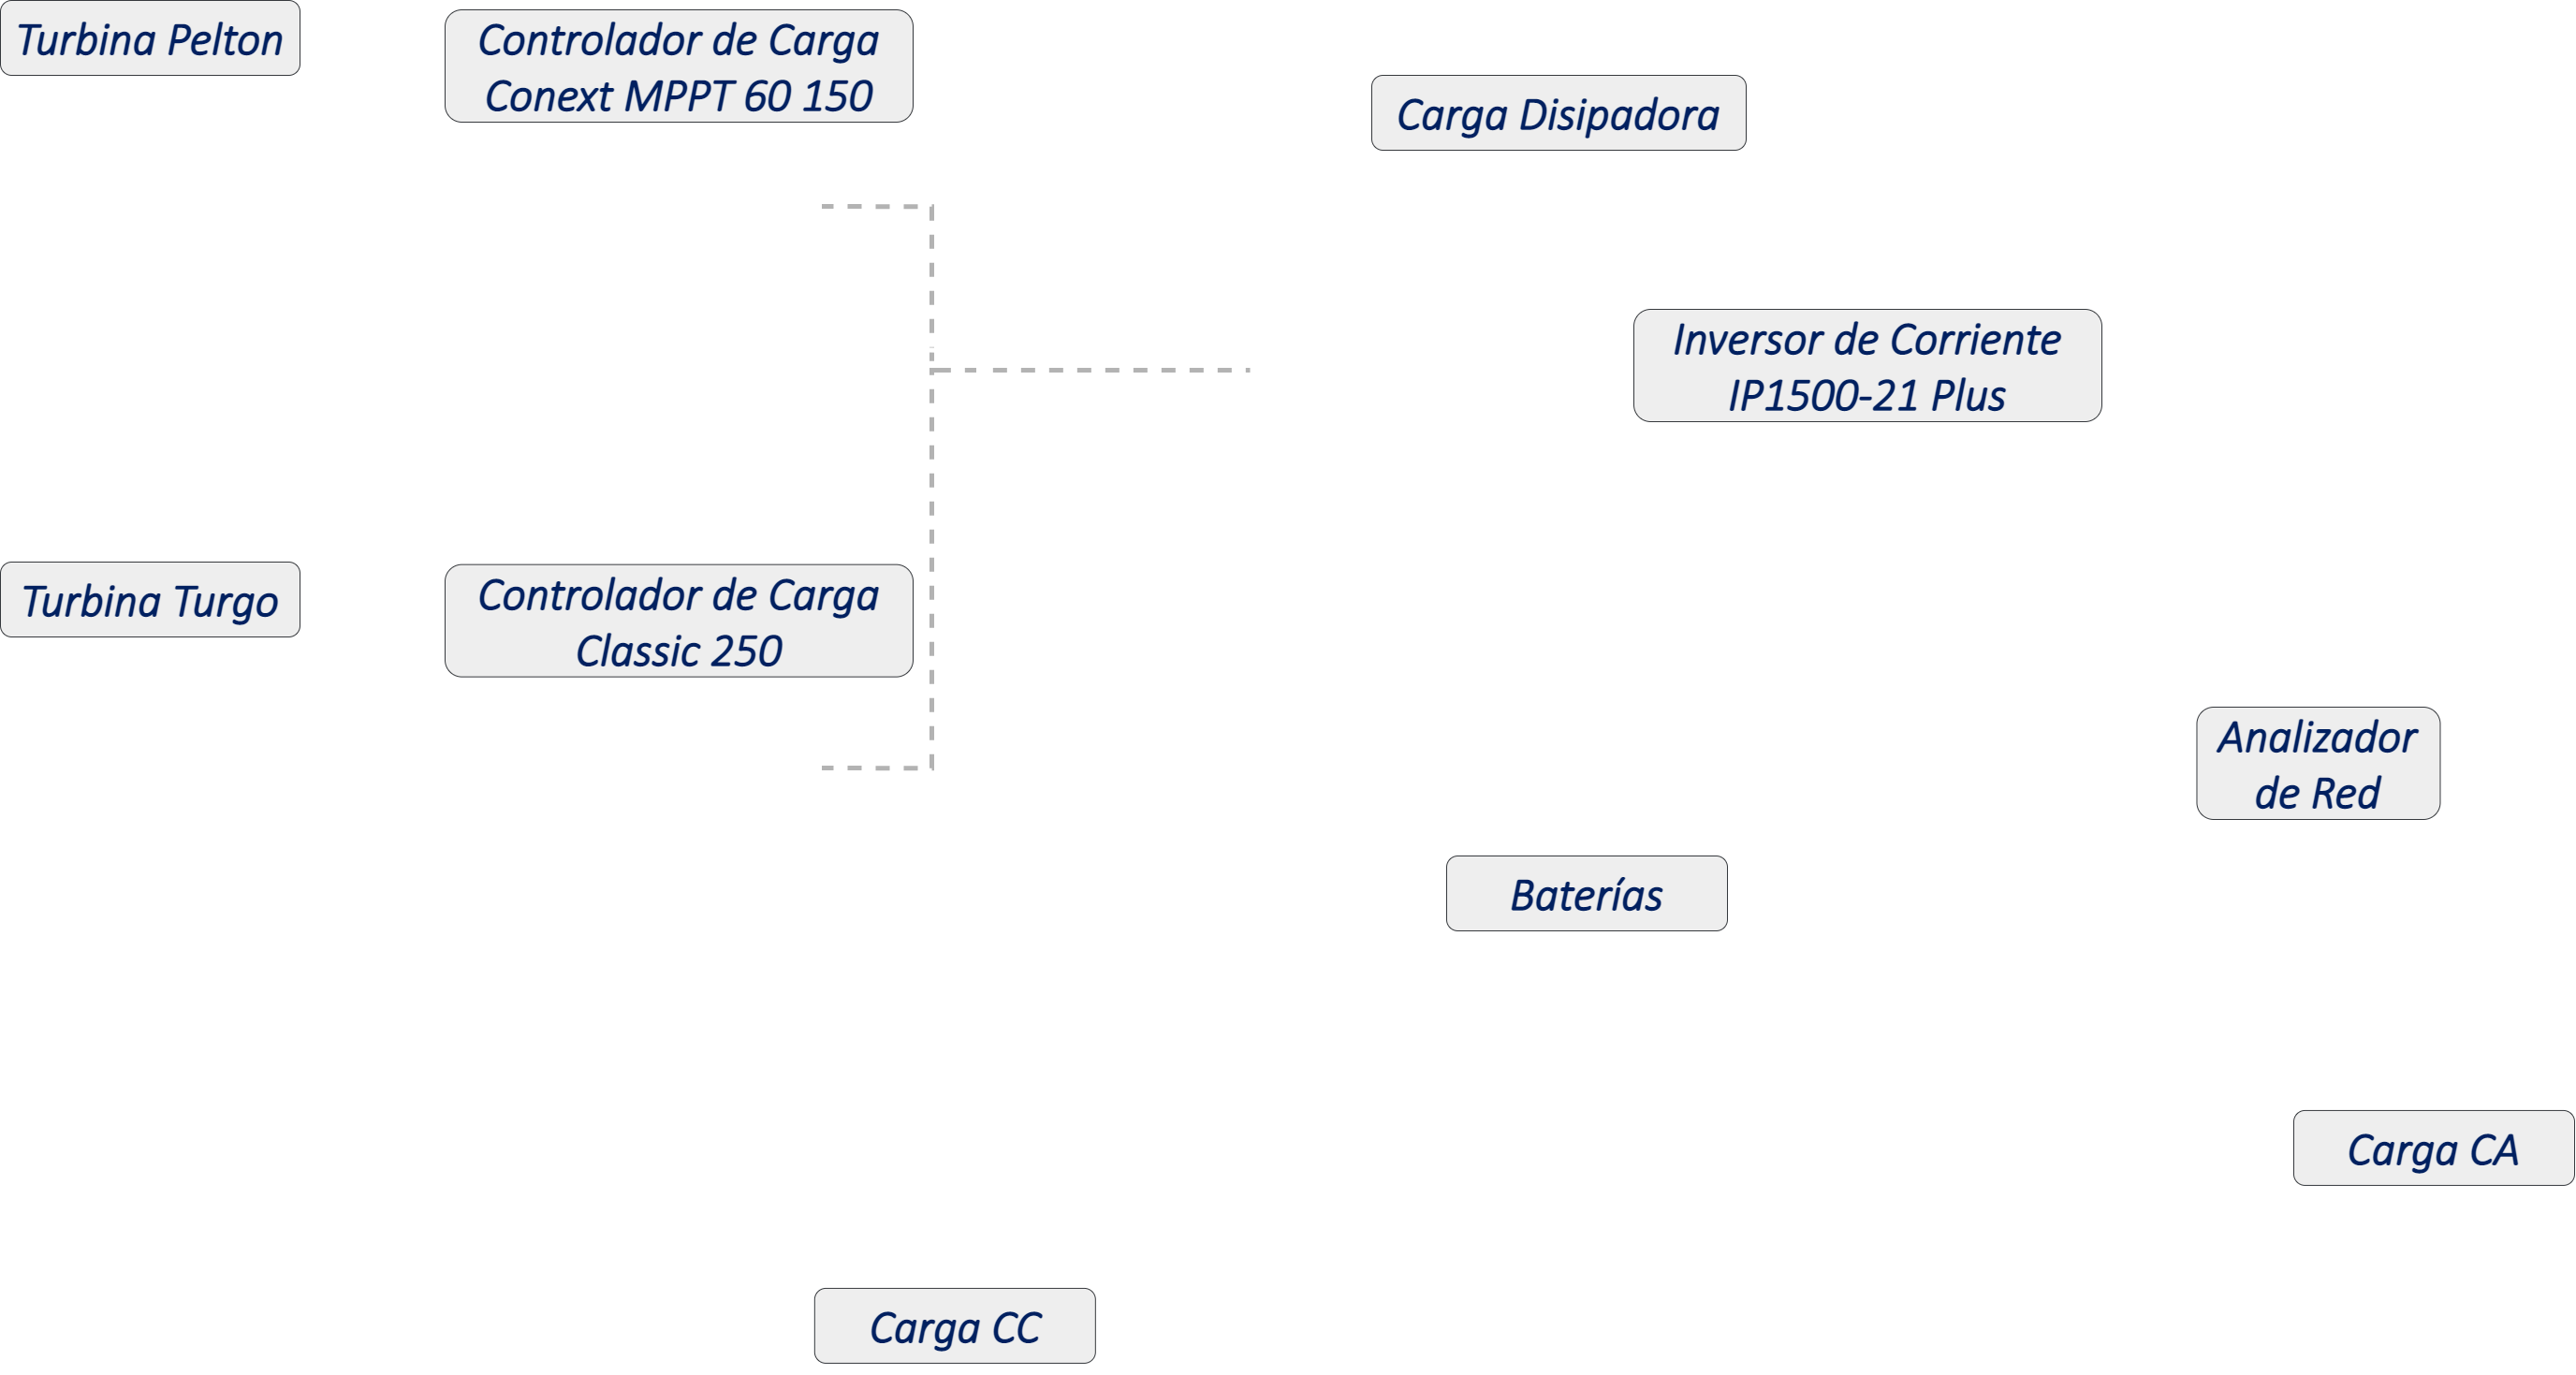 Turbina Pelton
Controlador de Carga
Conext MPPT 60 150
Carga Disipadora
Inversor de Corriente
IP1500-21 Plus
Turbina Turgo
Controlador de Carga
Classic 250
Analizador
de Red
Baterías
Carga CA
Carga CC